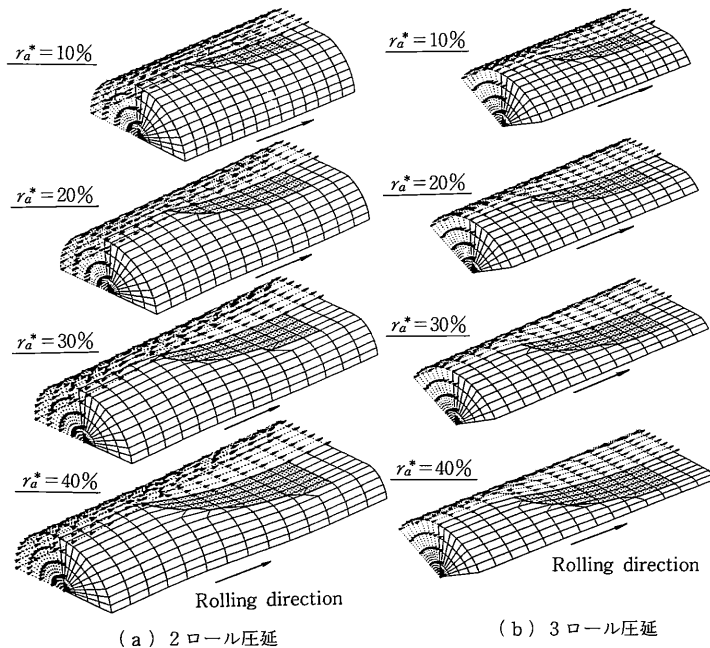 r_a*=10%
r_a*=20%
r_a*=30%
r_a*=40%
Rolling direction
(a) 2ロール圧延
r_a*=10%
r_a*=20%
r_a*=30%
r_a*=40%
Rolling direction
(b) 3ロール圧延